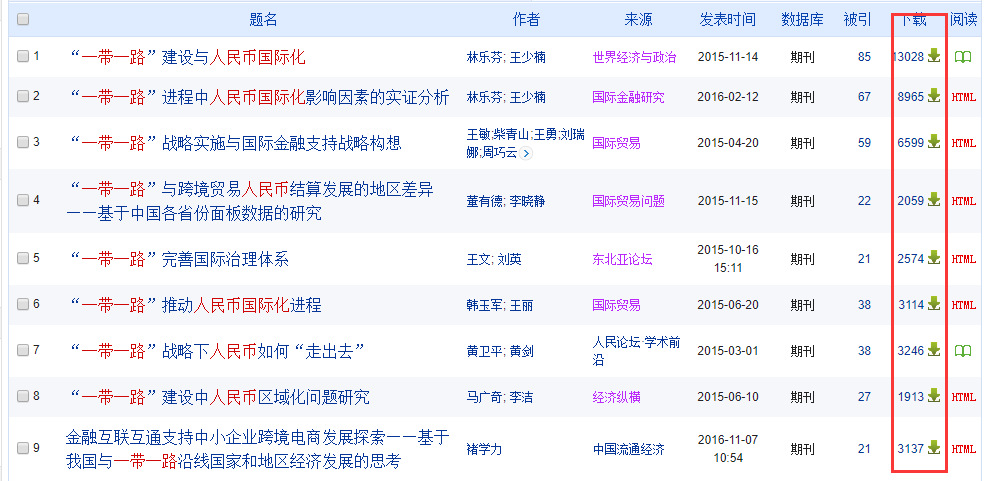 题名 作者 来源 发表时间 数据库 被引 下载 阅读
1 “一带一路”建设与人民币国际化 林乐芬; 王少楠 世界经济与政治 2015-11-14 期刊 85 13028
2 “一带一路”进程中人民币国际化影响因素的实证分析 林乐芬; 王少楠 国际金融研究 2016-02-12 期刊 67 8965 HTML
3 “一带一路”战略实施与国际金融支持战略构想 王敏;柴青山;王勇;刘瑞 国际贸易 2015-04-20 期刊 59 6599 HTML
娜;周巧云
4 “一带一路”与跨境贸易人民币结算发展的地区差异 董有德; 李晓静 国际贸易问题 2015-11-15 期刊 22 2059 HTML
——基于中国各省份面板数据的研究
5 “一带一路”完善国际治理体系 王文; 刘英 东北亚论坛 2015-10-16 期刊 21 2574 HTML
15:11
6 “一带一路”推动人民币国际化进程 韩玉军; 王丽 国际贸易 2015-06-20 期刊 38 3114 HTML
7 “一带一路”战略下人民币如何“走出去” 黄卫平; 黄剑 人民论坛·学术前 2015-03-01 期刊 38 3246
沿
8 “一带一路”建设中人民币区域化问题研究 马广奇; 李洁 经济纵横 2015-06-10 期刊 27 1913 HTML
9 金融互联互通支持中小企业跨境电商发展探索——基于 褚学力 中国流通经济 2016-11-07 期刊 21 3137 HTML
我国与一带一路沿线国家和地区经济发展的思考 10:54